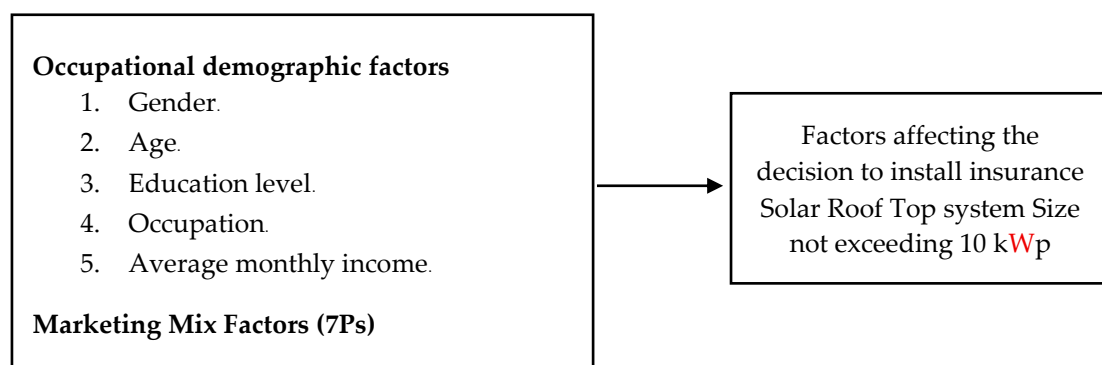 Occupational demographic factors
1. Gender.
2. Age.
3. Education level.
4. Occupation.
5. Average monthly income.
Marketing Mix Factors (7Ps)
Factors affecting the
decision to install insurance
Solar Roof Top system Size
not exceeding 10 kWp